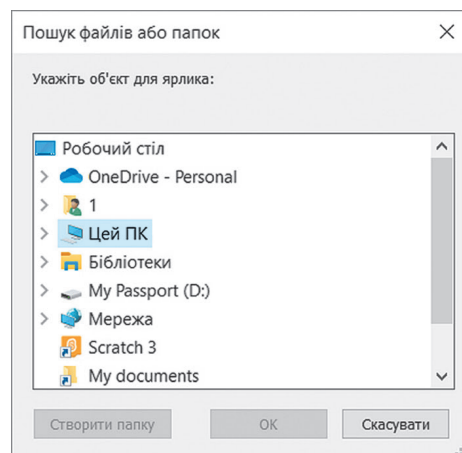 Пошук файлів або папок
Укажіть об'єкт для ярлика:
Робочий стіл
OneDrive - Personal
1
Цей ПК
Бібліотеки
My Passport (D:)
Мережа
Scratch 3
My documents
Створити папку ОК Скасувати